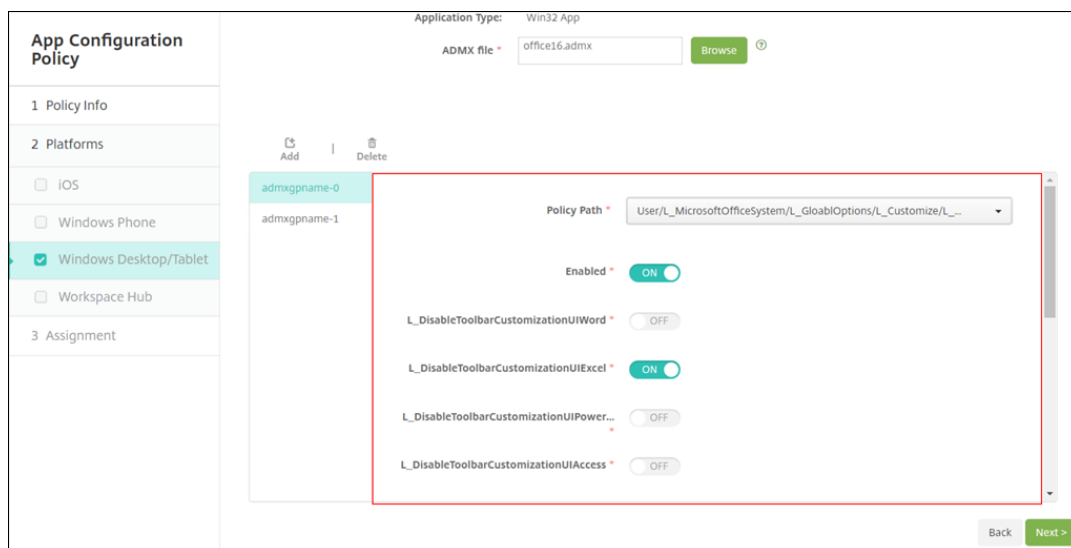 App Configuration
Policy
1 Policy Info
2 Platforms
iOS
Windows Phone
Windows Desktop/Tablet
Workspace Hub
3 Assignment
Application Type: Win32 App
ADMX file * office16.admx Browse ?
Add | Delete
admxgpname-0
admxgpname-1
Policy Path * User/L_MicrosoftOfficeSystem/L_GloablOptions/L_Customize/L_...
Enabled * ON
L_DisableToolbarCustomizationUIWord * OFF
L_DisableToolbarCustomizationUIExcel * ON
L_DisableToolbarCustomizationUIPower... * OFF
L_DisableToolbarCustomizationUIAccess * OFF
Back Next >